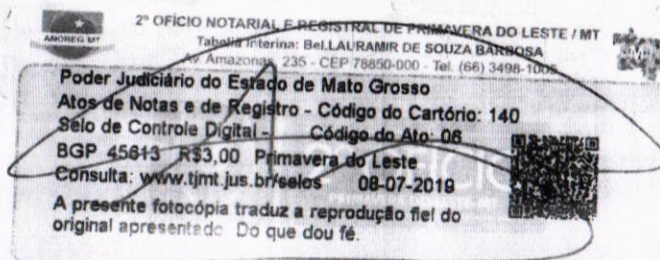 ANOREG MT
2º OFÍCIO NOTARIAL E REGISTRAL DE PRIMAVERA DO LESTE / MT
Tabeliã Interina: Bel.LAURAMIR DE SOUZA BARBOSA
Av Amazonas, 235 - CEP 78850-000 - Tel. (66) 3498-1005
Poder Judiciário do Estado de Mato Grosso
Atos de Notas e de Registro - Código do Cartório: 140
Selo de Controle Digital - Código do Ato: 06
BGP 45613 R$3,00 Primavera do Leste
Consulta: www.tjmt.jus.br/selos 08-07-2019
A presente fotocópia traduz a reprodução fiel do
original apresentado. Do que dou fé.